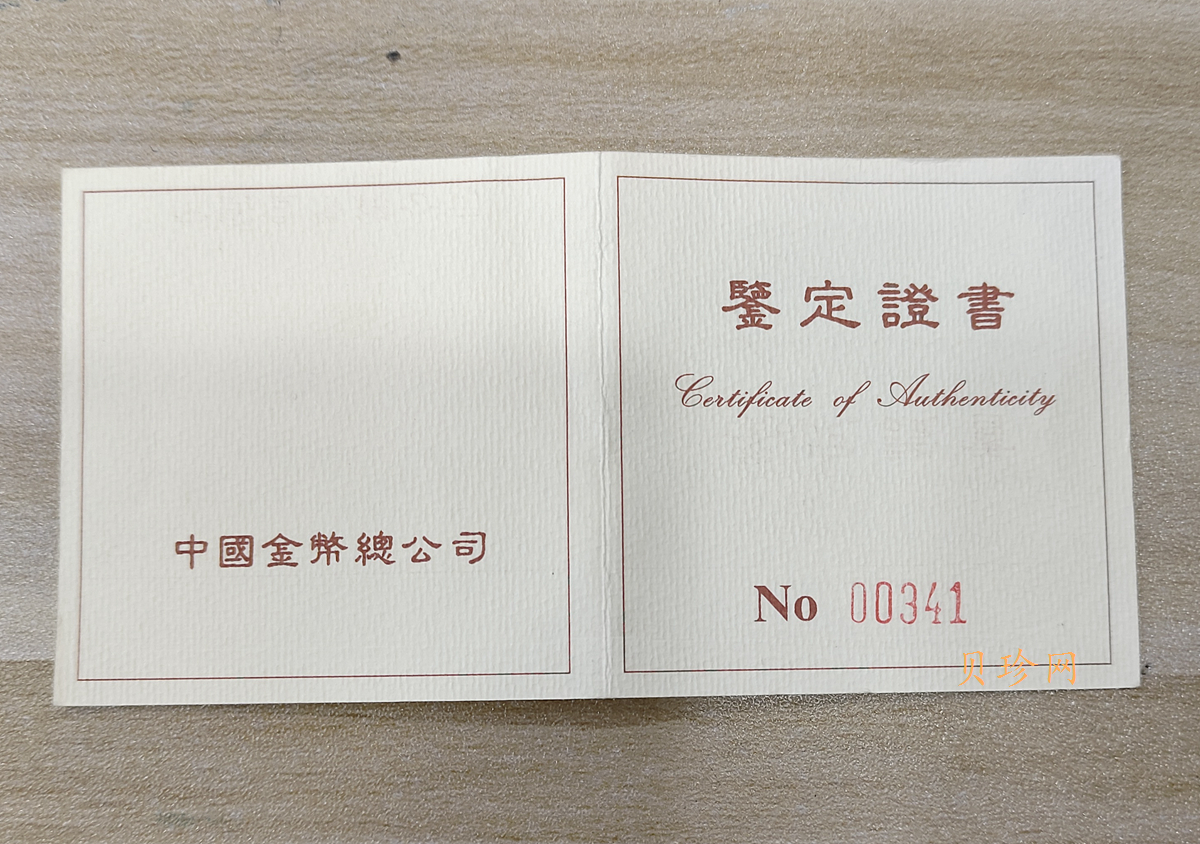 中國金幣總公司
鑒定證書
Certificate of Authenticity
No 00341
贝珍网